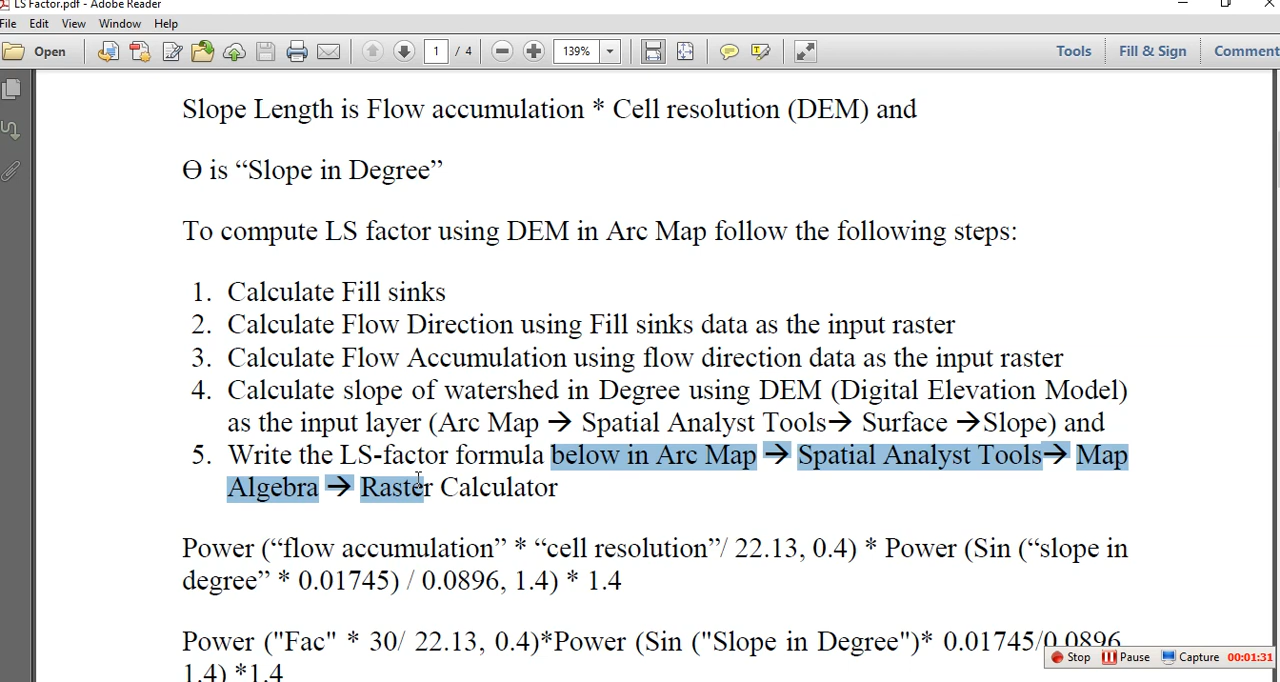 LS Factor.pdf - Adobe Reader
File Edit View Window Help
Open 1 / 4 139% Tools Fill & Sign Comment
Slope Length is Flow accumulation * Cell resolution (DEM) and
Ө is “Slope in Degree”
To compute LS factor using DEM in Arc Map follow the following steps:
1. Calculate Fill sinks
2. Calculate Flow Direction using Fill sinks data as the input raster
3. Calculate Flow Accumulation using flow direction data as the input raster
4. Calculate slope of watershed in Degree using DEM (Digital Elevation Model)
as the input layer (Arc Map → Spatial Analyst Tools→ Surface →Slope) and
5. Write the LS-factor formula below in Arc Map → Spatial Analyst Tools→ Map
Algebra → Raster Calculator
Power (“flow accumulation” * “cell resolution”/ 22.13, 0.4) * Power (Sin (“slope in
degree” * 0.01745) / 0.0896, 1.4) * 1.4
Power ("Fac" * 30/ 22.13, 0.4)*Power (Sin ("Slope in Degree")* 0.01745/0.0896
1.4) *1.4
Stop Pause Capture 00:01:31